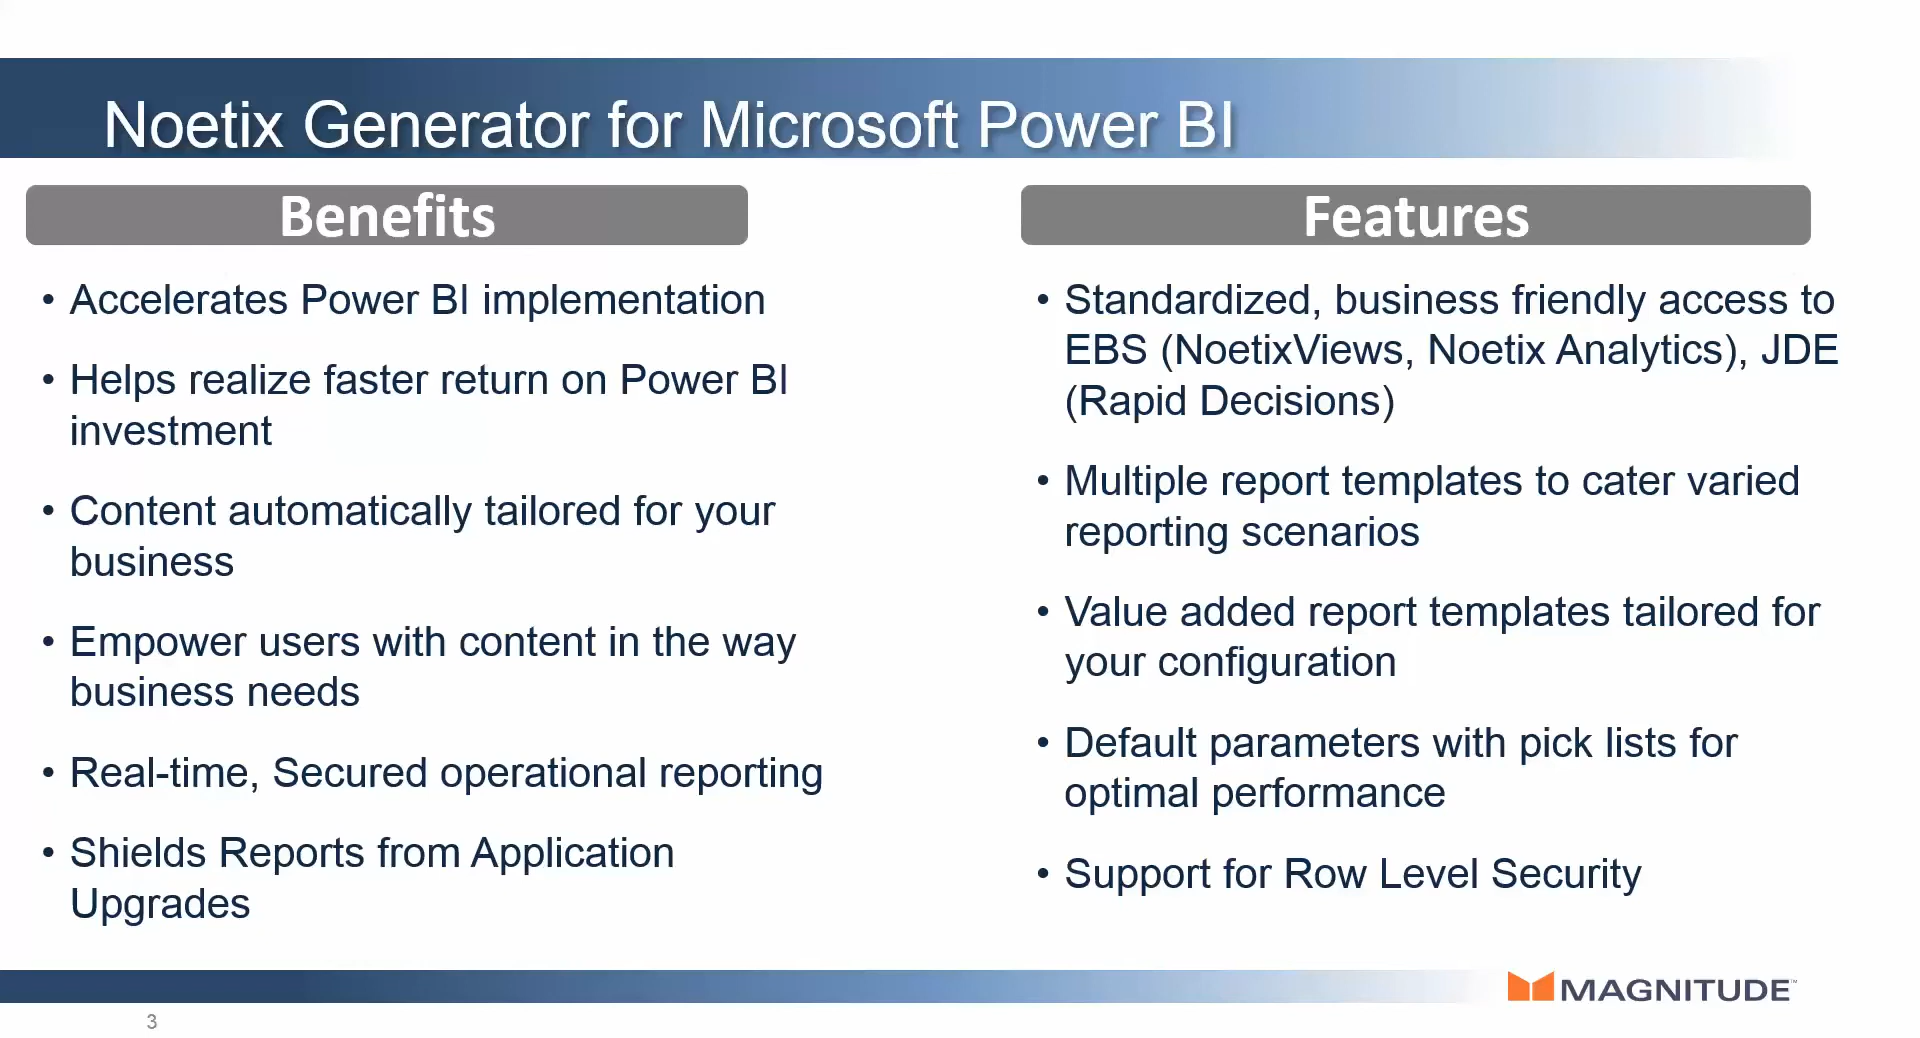 Noetix Generator for Microsoft Power BI
Benefits
• Accelerates Power BI implementation
• Helps realize faster return on Power BI
investment
• Content automatically tailored for your
business
• Empower users with content in the way
business needs
• Real-time, Secured operational reporting
• Shields Reports from Application
Upgrades
Features
• Standardized, business friendly access to
EBS (NoetixViews, Noetix Analytics), JDE
(Rapid Decisions)
• Multiple report templates to cater varied
reporting scenarios
• Value added report templates tailored for
your configuration
• Default parameters with pick lists for
optimal performance
• Support for Row Level Security
MAGNITUDE™
3